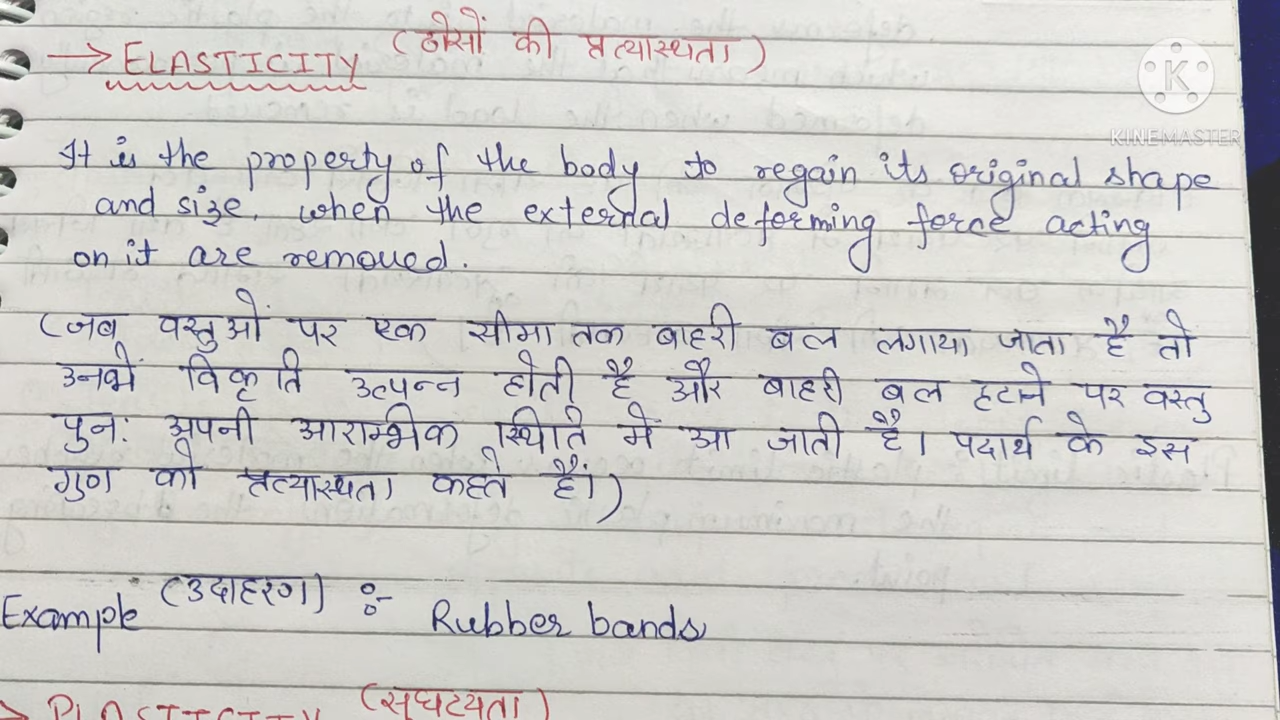 → ELASTICITY (ठोसों की प्रत्यास्थता)
KINEMASTER
It is the property of the body to regain its original shape
and size. when the external deforming force acting
on it are removed.
(जब वस्तुओं पर एक सीमा तक बाहरी बल लगाया जाता है तो
उनमें विकृति उत्पन्न होती है और बाहरी बल हटाने पर वस्तु
पुनः अपनी आरम्भिक स्थिति में आ जाती है। पदार्थ के इस
गुण को प्रत्यास्थता कहते हैं।)
Example (उदाहरण) :- Rubber bands
→ PLASTICITY (सुघट्यता)